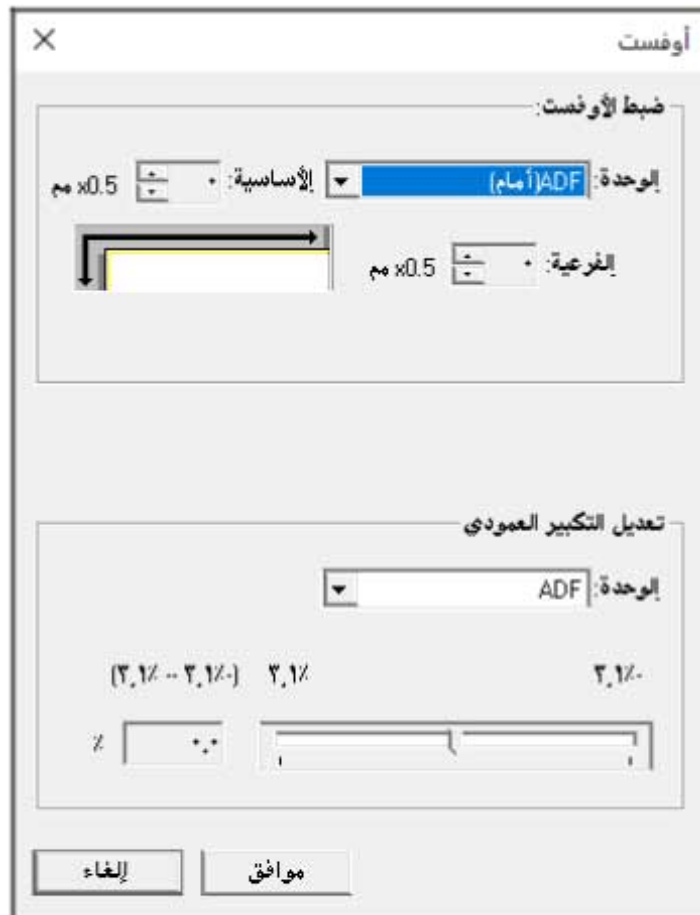 أوفست
ضبط الأوفست:
الوحدة: ADF(أمام) الأساسية: ٠ x0.5 مم
الفرعية: ٠ x0.5 مم
تعديل التكبير العمودي
الوحدة: ADF
-٣,١٪ ٣,١٪ (-٣,١٪ -- ٣,١٪)
٠,٠ ٪
موافق إلغاء